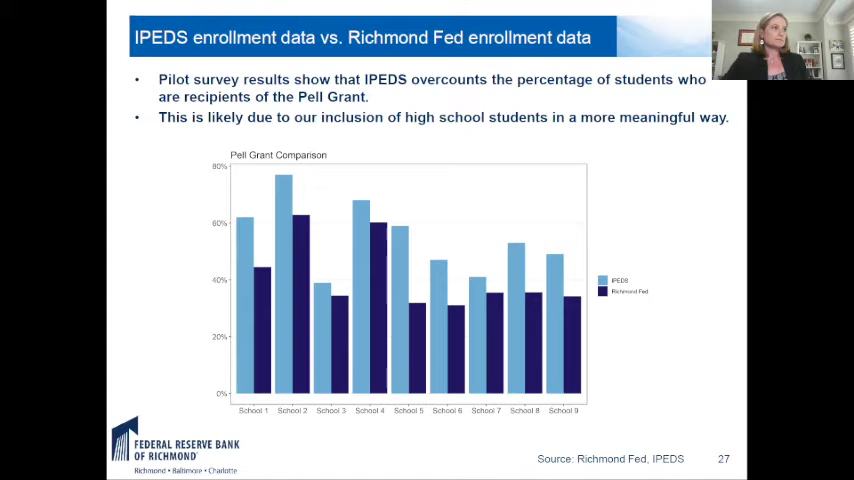 IPEDS enrollment data vs. Richmond Fed enrollment data
• Pilot survey results show that IPEDS overcounts the percentage of students who
are recipients of the Pell Grant.
• This is likely due to our inclusion of high school students in a more meaningful way.
Pell Grant Comparison
80%
60%
40%
20%
0%
School 1 School 2 School 3 School 4 School 5 School 6 School 7 School 8 School 9
IPEDS
Richmond Fed
FEDERAL RESERVE BANK
OF RICHMOND
Richmond • Baltimore • Charlotte
Source: Richmond Fed, IPEDS 27